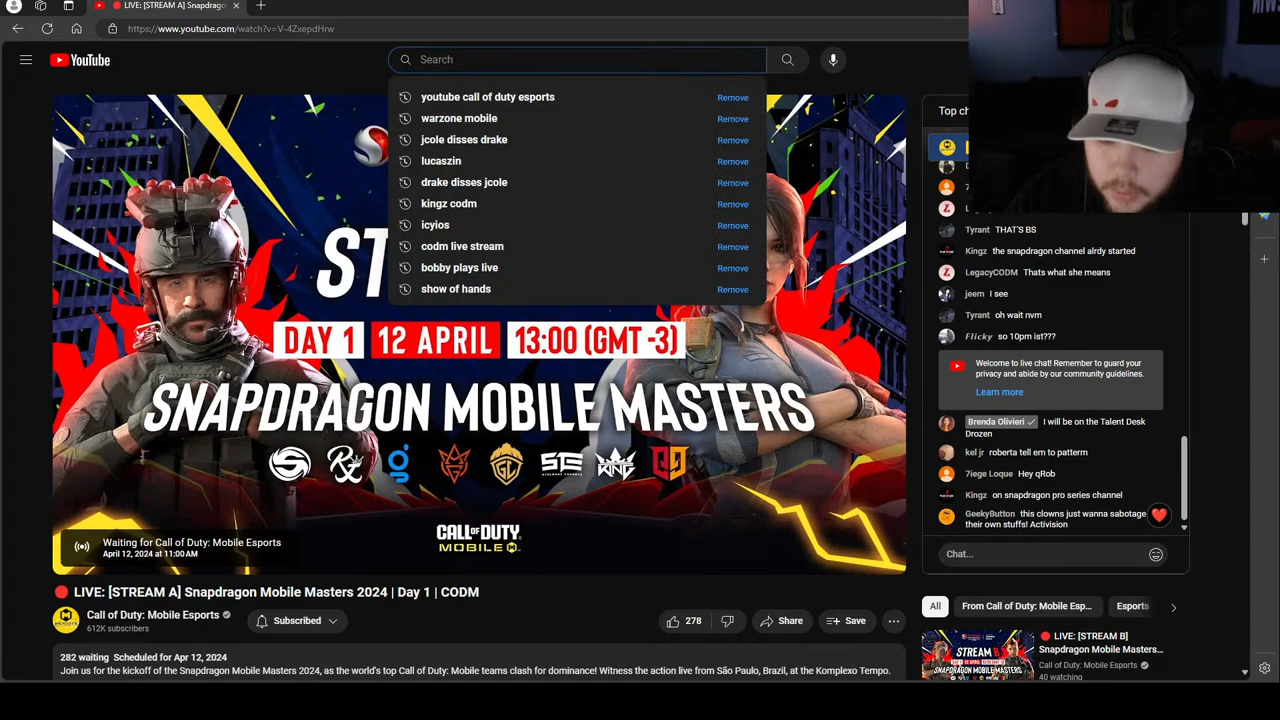 LIVE: [STREAM A] Snapdrago
https://www.youtube.com/watch?v=V-4ZxepdHrw
YouTube
Search
youtube call of duty esports Remove
warzone mobile Remove
jcole disses drake Remove
lucaszin Remove
drake disses jcole Remove
kingz codm Remove
icyios Remove
codm live stream Remove
bobby plays live Remove
show of hands Remove
ST
DAY 1 12 APRIL 13:00 (GMT -3)
SNAPDRAGON MOBILE MASTERS
STE
KING
CALL OF DUTY
MOBILE
Waiting for Call of Duty: Mobile Esports
April 12, 2024 at 11:00 AM
LIVE: [STREAM A] Snapdragon Mobile Masters 2024 | Day 1 | CODM
Call of Duty: Mobile Esports
612K subscribers
Subscribed
278
Share
Save
282 waiting Scheduled for Apr 12, 2024
Join us for the kickoff of the Snapdragon Mobile Masters 2024, as the world's top Call of Duty: Mobile teams clash for dominance! Witness the action live from São Paulo, Brazil, at the Komplexo Tempo.
Top ch
Tyrant THAT'S BS
Kingz the snapdragon channel alrdy started
LegacyCODM Thats what she means
jeem I see
Tyrant oh wait nvm
Flicky so 10pm ist???
Welcome to live chat! Remember to guard your
privacy and abide by our community guidelines.
Learn more
Brenda Olivieri I will be on the Talent Desk
Drozen
kel jr roberta tell em to patterm
7iege Loque Hey qRob
Kingz on snapdragon pro series channel
GeekyButton this clowns just wanna sabotage
their own stuffs! Activision
Chat...
All
From Call of Duty: Mobile Esp...
Esports
STREAM B
SNAPDRAGON MOBILE MASTERS
LIVE: [STREAM B]
Snapdragon Mobile Masters...
Call of Duty: Mobile Esports
40 watching